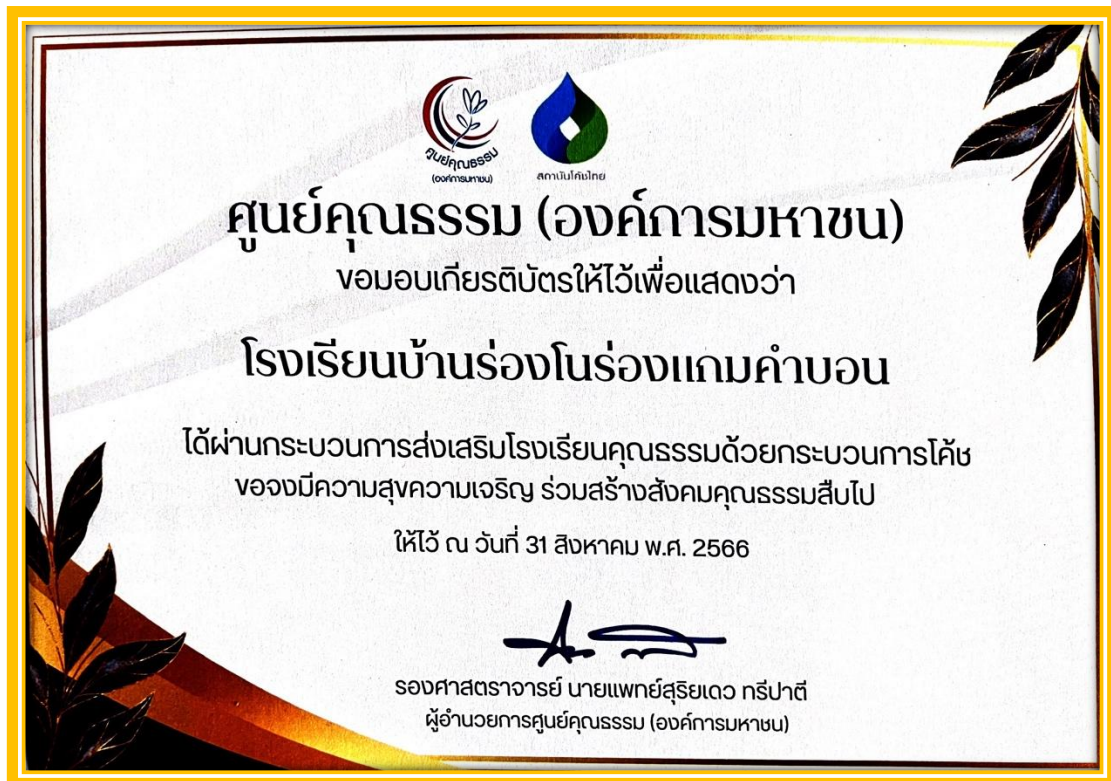 ศูนย์คุณธรรม
(องค์การมหาชน)
สถาบันโค้ชไทย
ศูนย์คุณธรรม (องค์การมหาชน)
ขอมอบเกียรติบัตรให้ไว้เพื่อแสดงว่า
โรงเรียนบ้านร่องโนร่องแกมคำบอน
ได้ผ่านกระบวนการส่งเสริมโรงเรียนคุณธรรมด้วยกระบวนการโค้ช
ขอจงมีความสุขความเจริญ ร่วมสร้างสังคมคุณธรรมสืบไป
ให้ไว้ ณ วันที่ 31 สิงหาคม พ.ศ. 2566
รองศาสตราจารย์ นายแพทย์สุริยเดว ทรีปาตี
ผู้อำนวยการศูนย์คุณธรรม (องค์การมหาชน)